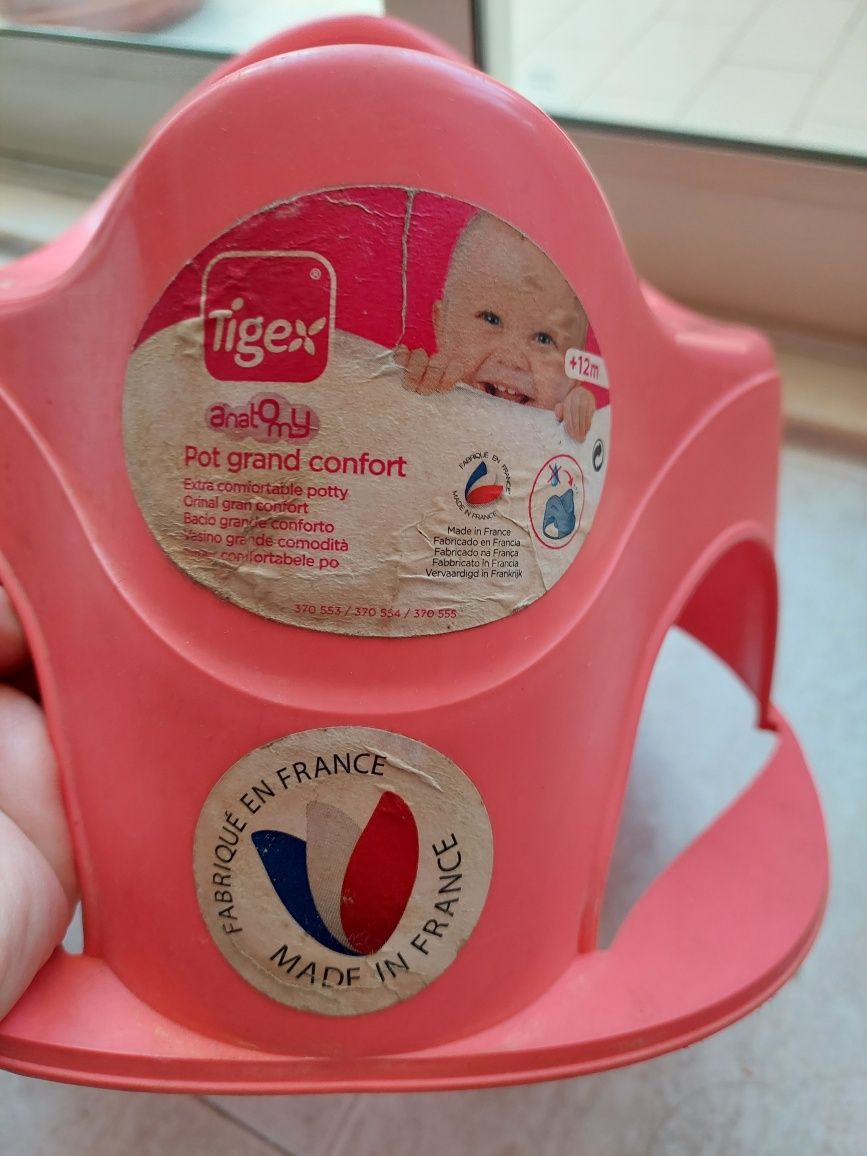 ®
Tigex
anatomy
+12m
Pot grand confort
Extra comfortable potty
Orinal gran confort
Bacio grande conforto
Vasino grande comodità
comfortabele po
FABRIQUÉ EN FRANCE
MADE IN FRANCE
Made in France
Fabricado en Francia
Fabricado na França
Fabbricato in Francia
Vervaardigd in Frankrijk
370 553 / 370 554 / 370 555
FABRIQUÉ EN FRANCE
MADE IN FRANCE